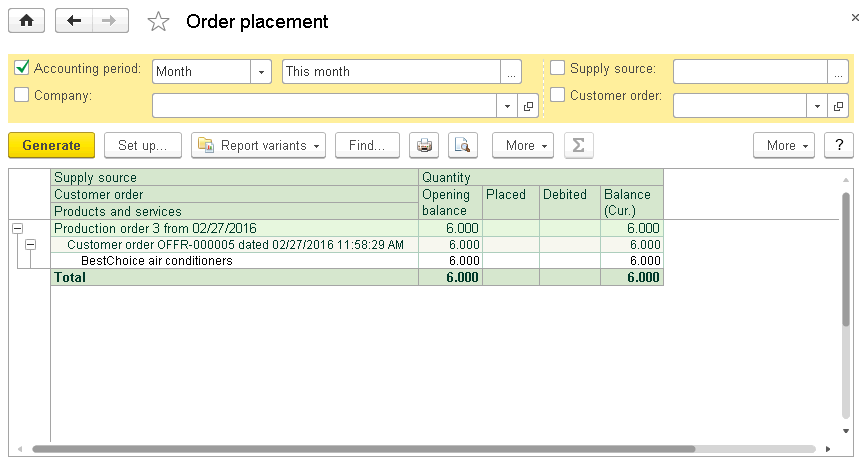 Order placement
Accounting period: Month This month ... Supply source: ...
Company: Customer order:
Generate Set up... Report variants Find... More Σ More ?
Supply source Quantity
Customer order Opening balance Placed Debited Balance (Cur.)
Products and services
Production order 3 from 02/27/2016 6.000 6.000
Customer order OFFR-000005 dated 02/27/2016 11:58:29 AM 6.000 6.000
BestChoice air conditioners 6.000 6.000
Total 6.000 6.000